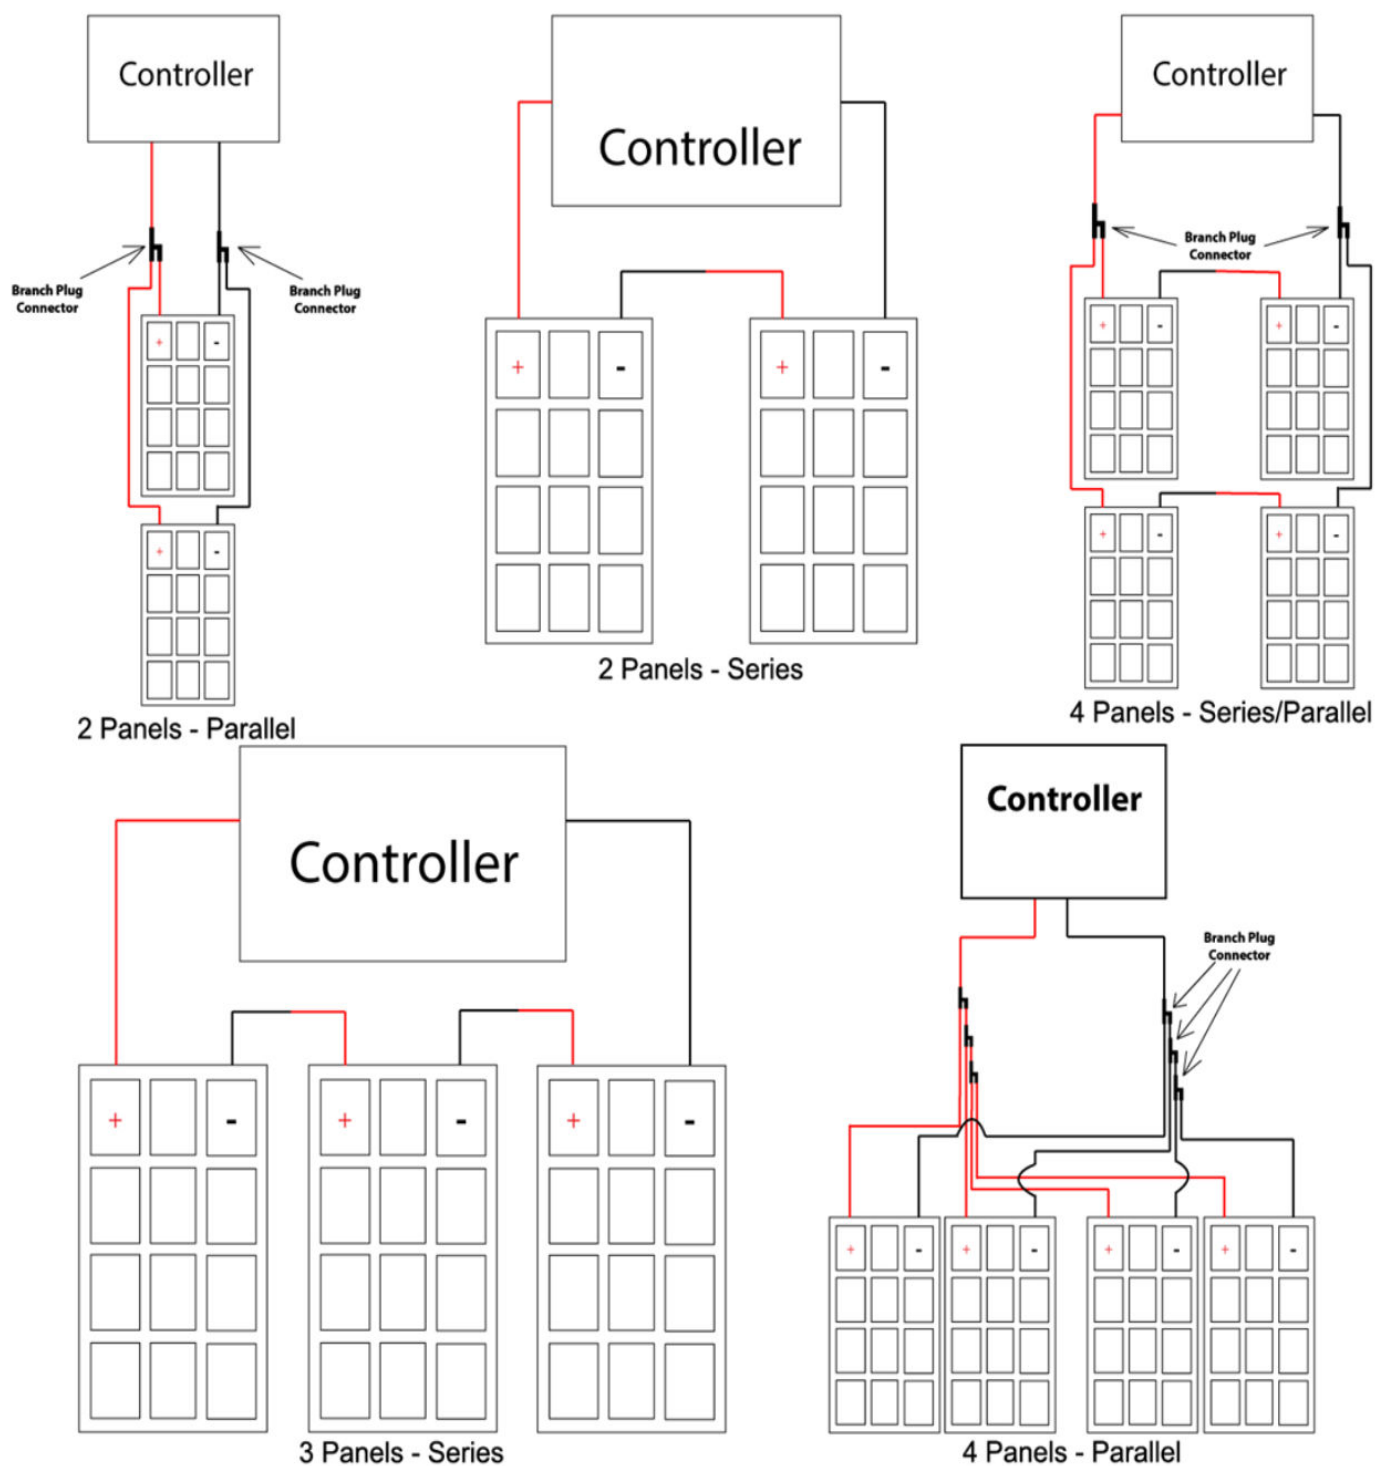 Controller
Branch Plug
Connector
Branch Plug
Connector
+ -
+ -
2 Panels - Parallel
Controller
+ - + -
2 Panels - Series
Controller
Branch Plug
Connector
+ - + -
+ - + -
4 Panels - Series/Parallel
Controller
+ - + - + -
3 Panels - Series
Controller
Branch Plug
Connector
+ - + - + - + -
4 Panels - Parallel